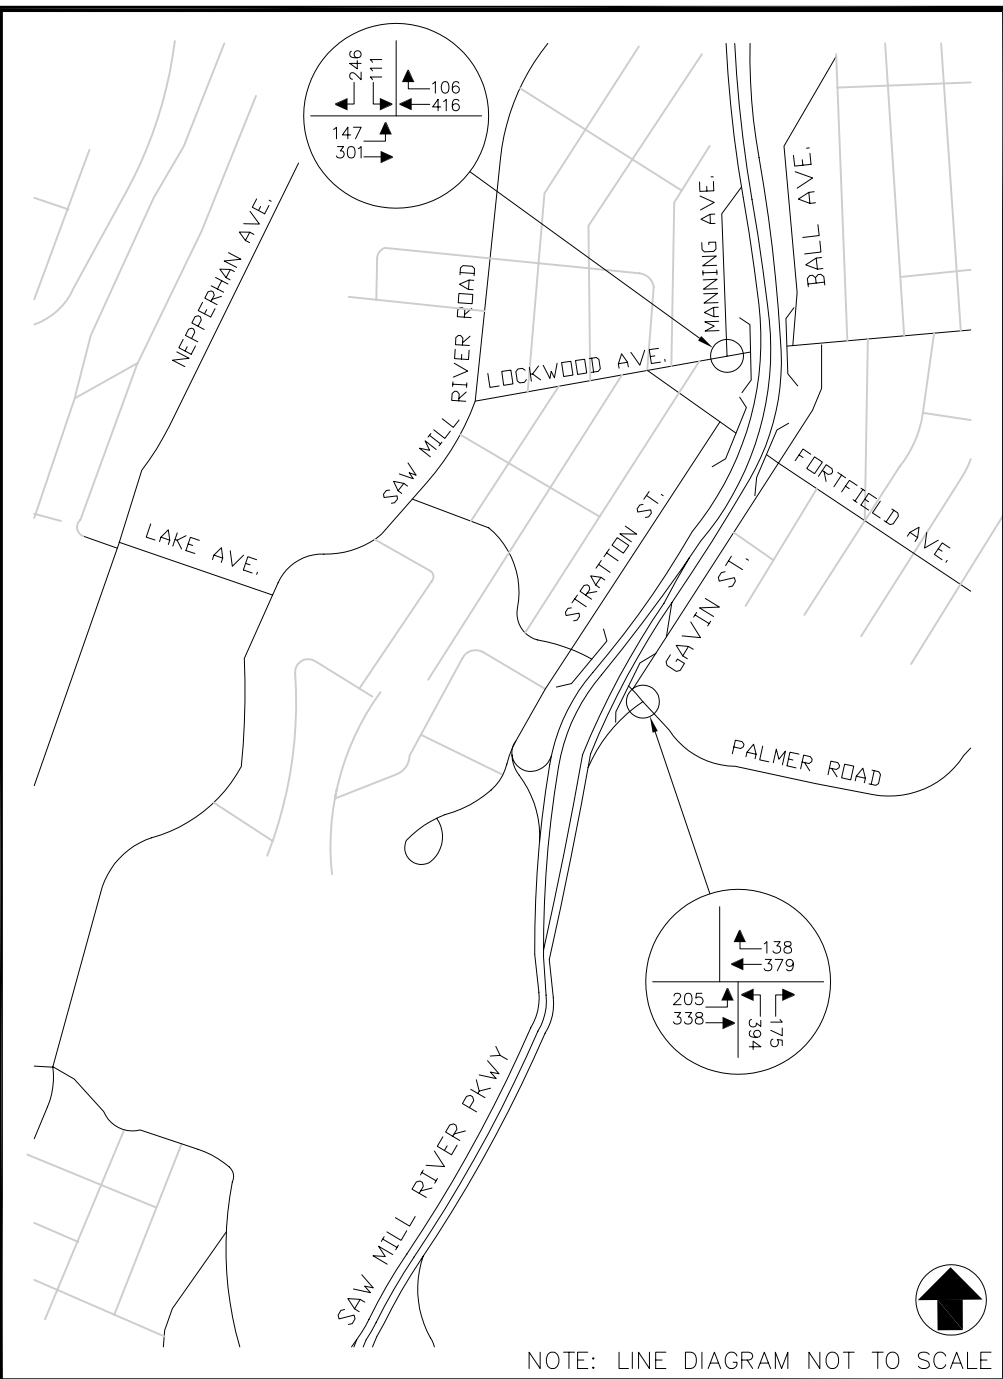 246
111
106
416
147
301
NEPPERHAN AVE.
SAW MILL RIVER ROAD
MANNING AVE.
BALL AVE.
LOCKWOOD AVE.
LAKE AVE.
STRATTON ST.
FORTFIELD AVE.
GAVIN ST.
PALMER ROAD
138
379
205
338
394
175
SAW MILL RIVER PKWY
NOTE: LINE DIAGRAM NOT TO SCALE